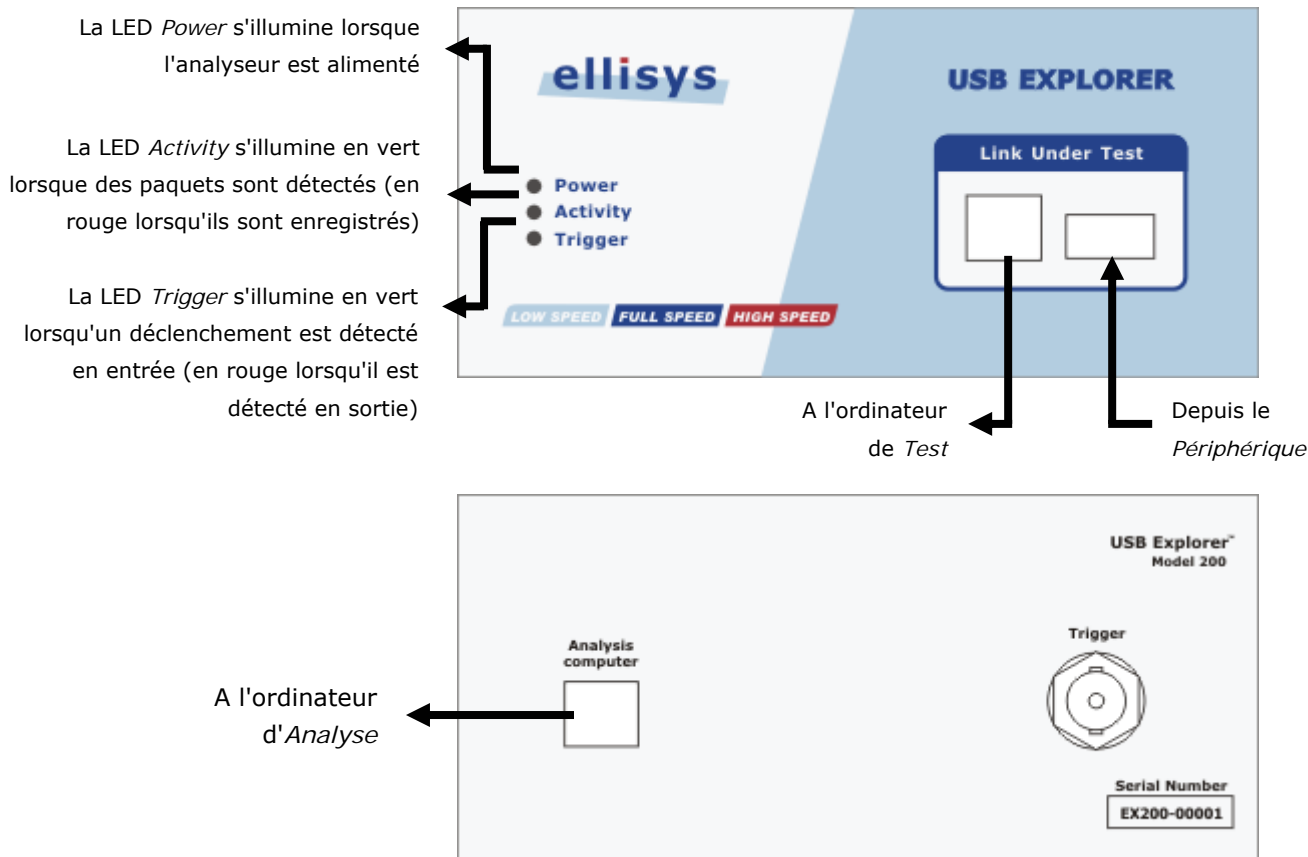 La LED Power s'illumine lorsque
l'analyseur est alimenté
La LED Activity s'illumine en vert
lorsque des paquets sont détectés (en
rouge lorsqu'ils sont enregistrés)
La LED Trigger s'illumine en vert
lorsqu'un déclenchement est détecté
en entrée (en rouge lorsqu'il est
détecté en sortie)
ellisys
USB EXPLORER
Link Under Test
Power
Activity
Trigger
LOW SPEED FULL SPEED HIGH SPEED
A l'ordinateur
de Test
Depuis le
Périphérique
USB Explorer™
Model 200
Analysis
computer
Trigger
A l'ordinateur
d'Analyse
Serial Number
EX200-00001